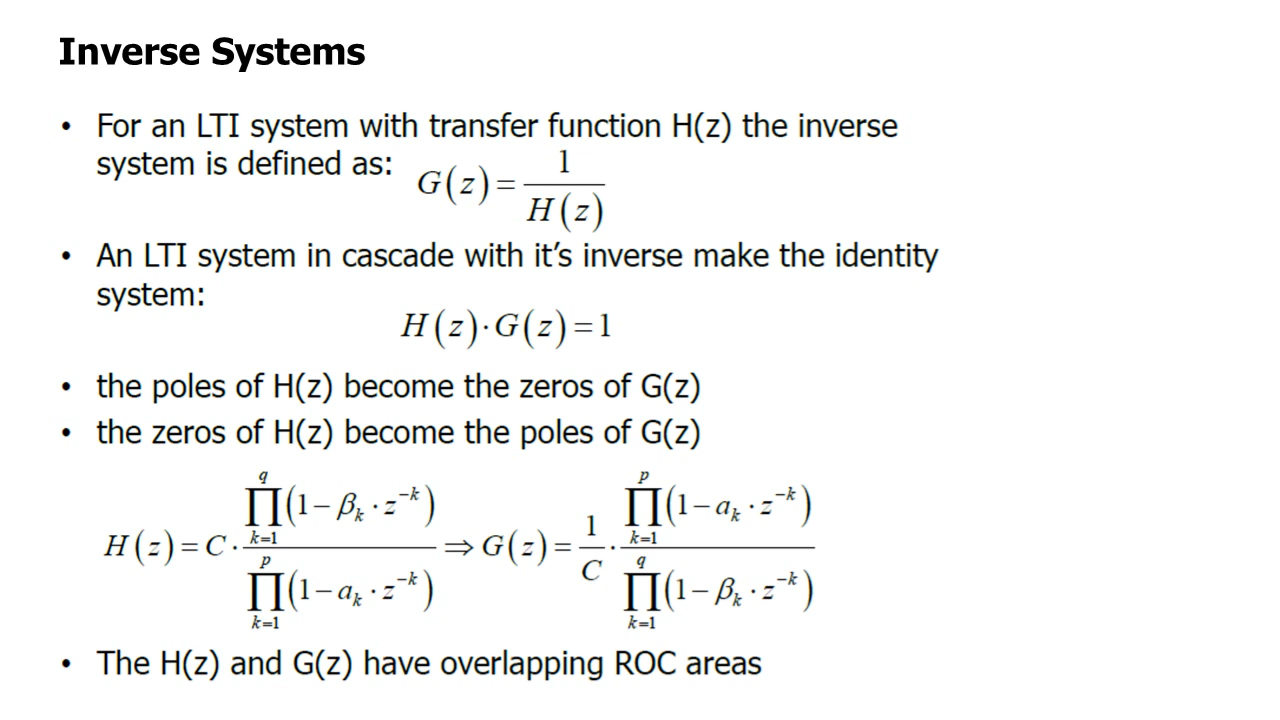 Inverse Systems
• For an LTI system with transfer function H(z) the inverse
system is defined as: G(z) = 1 / H(z)
• An LTI system in cascade with it's inverse make the identity
system:
H(z)·G(z) = 1
• the poles of H(z) become the zeros of G(z)
• the zeros of H(z) become the poles of G(z)
H(z) = C · ∏_{k=1}^{q} (1 − β_k · z^{−k}) / ∏_{k=1}^{p} (1 − a_k · z^{−k}) ⇒ G(z) = 1/C · ∏_{k=1}^{p} (1 − a_k · z^{−k}) / ∏_{k=1}^{q} (1 − β_k · z^{−k})
• The H(z) and G(z) have overlapping ROC areas